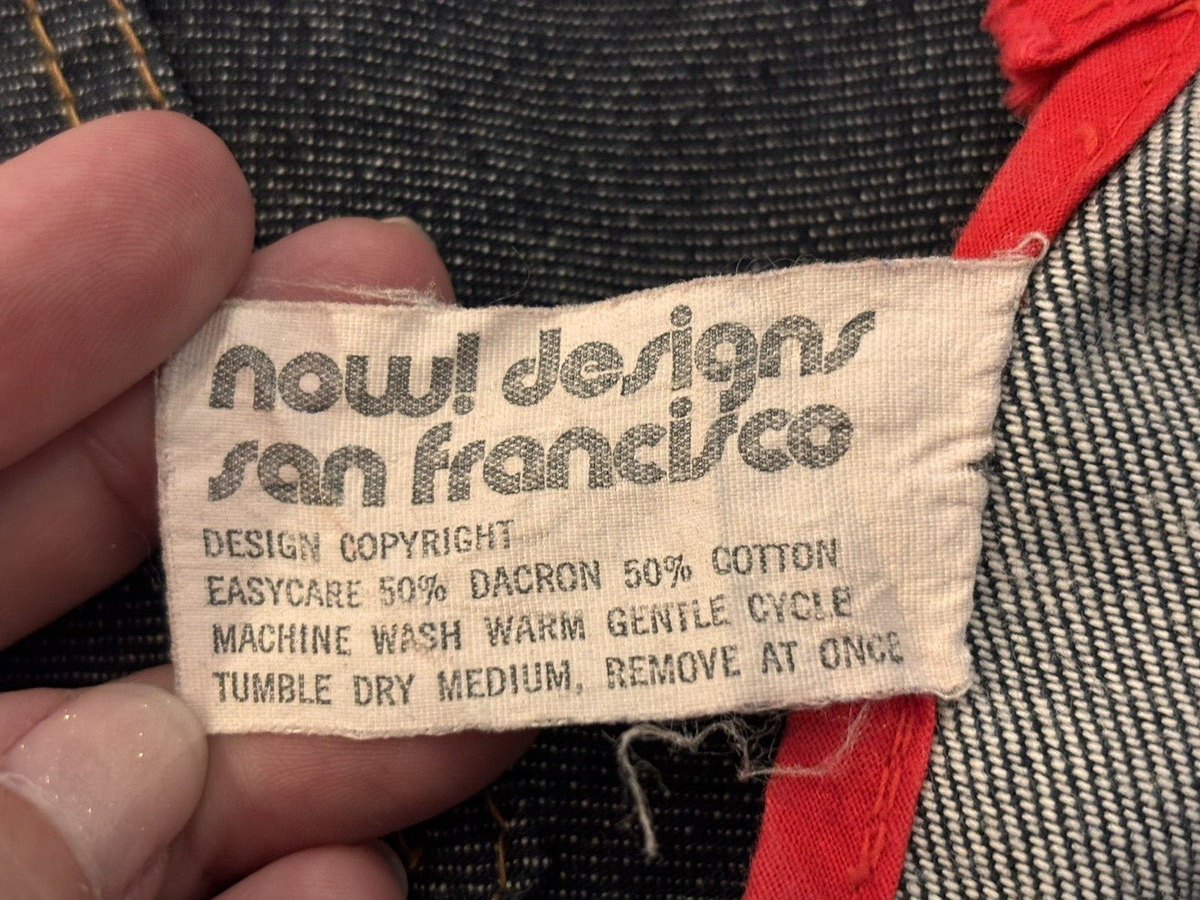 now! designs
san francisco
DESIGN COPYRIGHT
EASYCARE 50% DACRON 50% COTTON
MACHINE WASH WARM GENTLE CYCLE
TUMBLE DRY MEDIUM, REMOVE AT ONCE